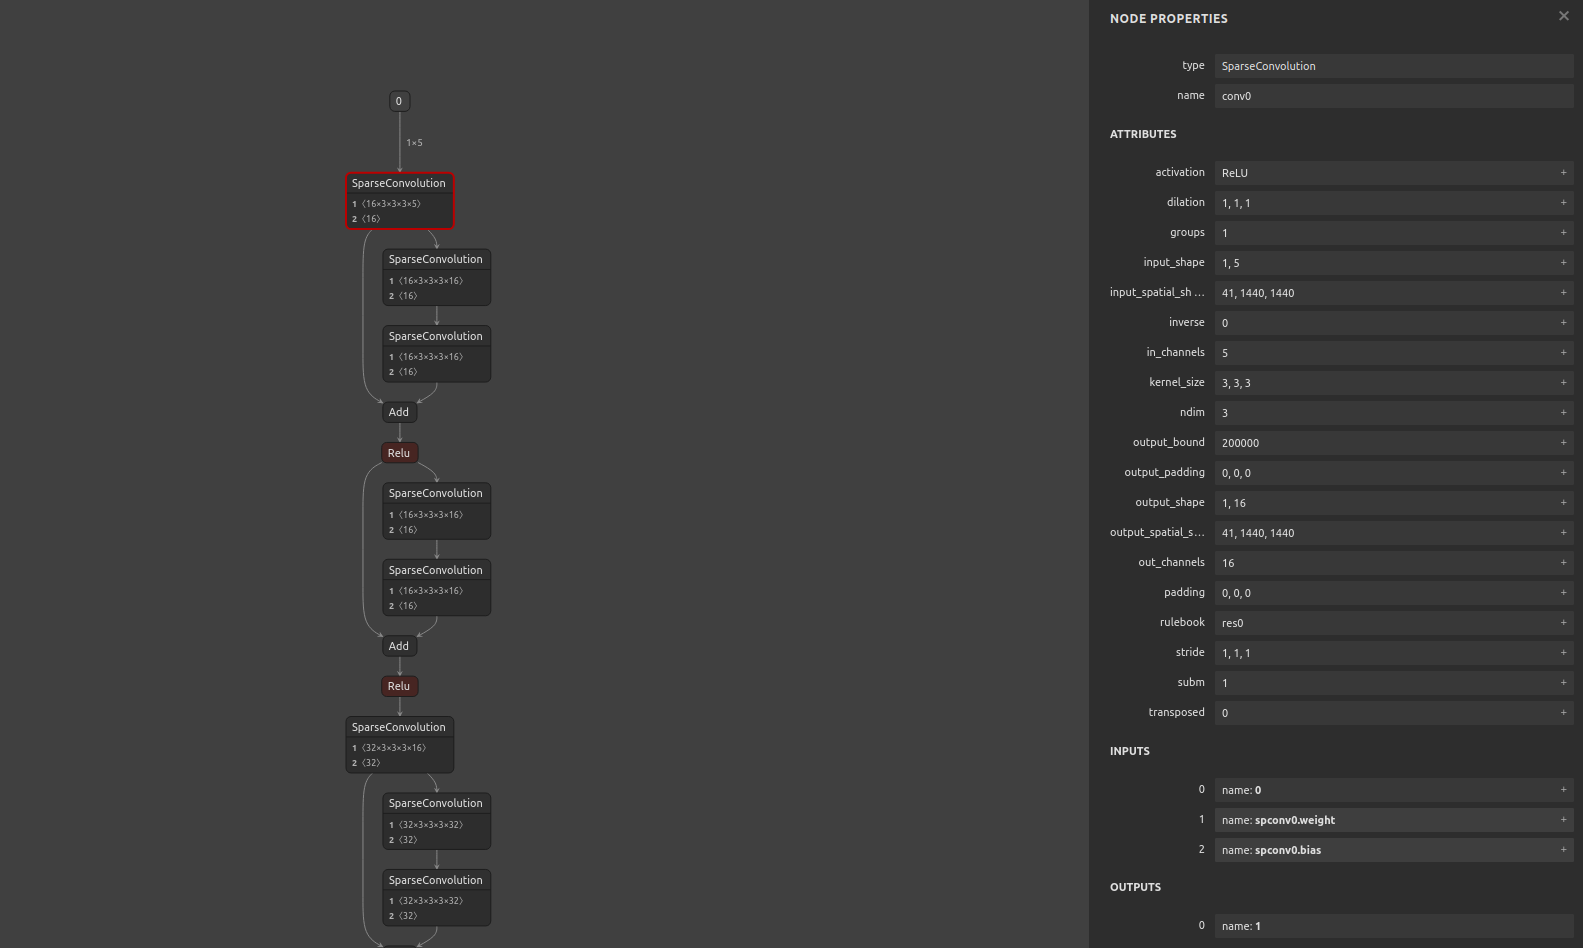 0
1×5
SparseConvolution
1 〈16×3×3×3×5〉
2 〈16〉
SparseConvolution
1 〈16×3×3×3×16〉
2 〈16〉
SparseConvolution
1 〈16×3×3×3×16〉
2 〈16〉
Add
Relu
SparseConvolution
1 〈16×3×3×3×16〉
2 〈16〉
SparseConvolution
1 〈16×3×3×3×16〉
2 〈16〉
Add
Relu
SparseConvolution
1 〈32×3×3×3×16〉
2 〈32〉
SparseConvolution
1 〈32×3×3×3×32〉
2 〈32〉
SparseConvolution
1 〈32×3×3×3×32〉
2 〈32〉
NODE PROPERTIES ×
type SparseConvolution
name conv0
ATTRIBUTES
activation ReLU +
dilation 1, 1, 1 +
groups 1 +
input_shape 1, 5 +
input_spatial_sh ... 41, 1440, 1440 +
inverse 0 +
in_channels 5 +
kernel_size 3, 3, 3 +
ndim 3 +
output_bound 200000 +
output_padding 0, 0, 0 +
output_shape 1, 16 +
output_spatial_s... 41, 1440, 1440 +
out_channels 16 +
padding 0, 0, 0 +
rulebook res0 +
stride 1, 1, 1 +
subm 1 +
transposed 0 +
INPUTS
0 name: 0 +
1 name: spconv0.weight +
2 name: spconv0.bias +
OUTPUTS
0 name: 1